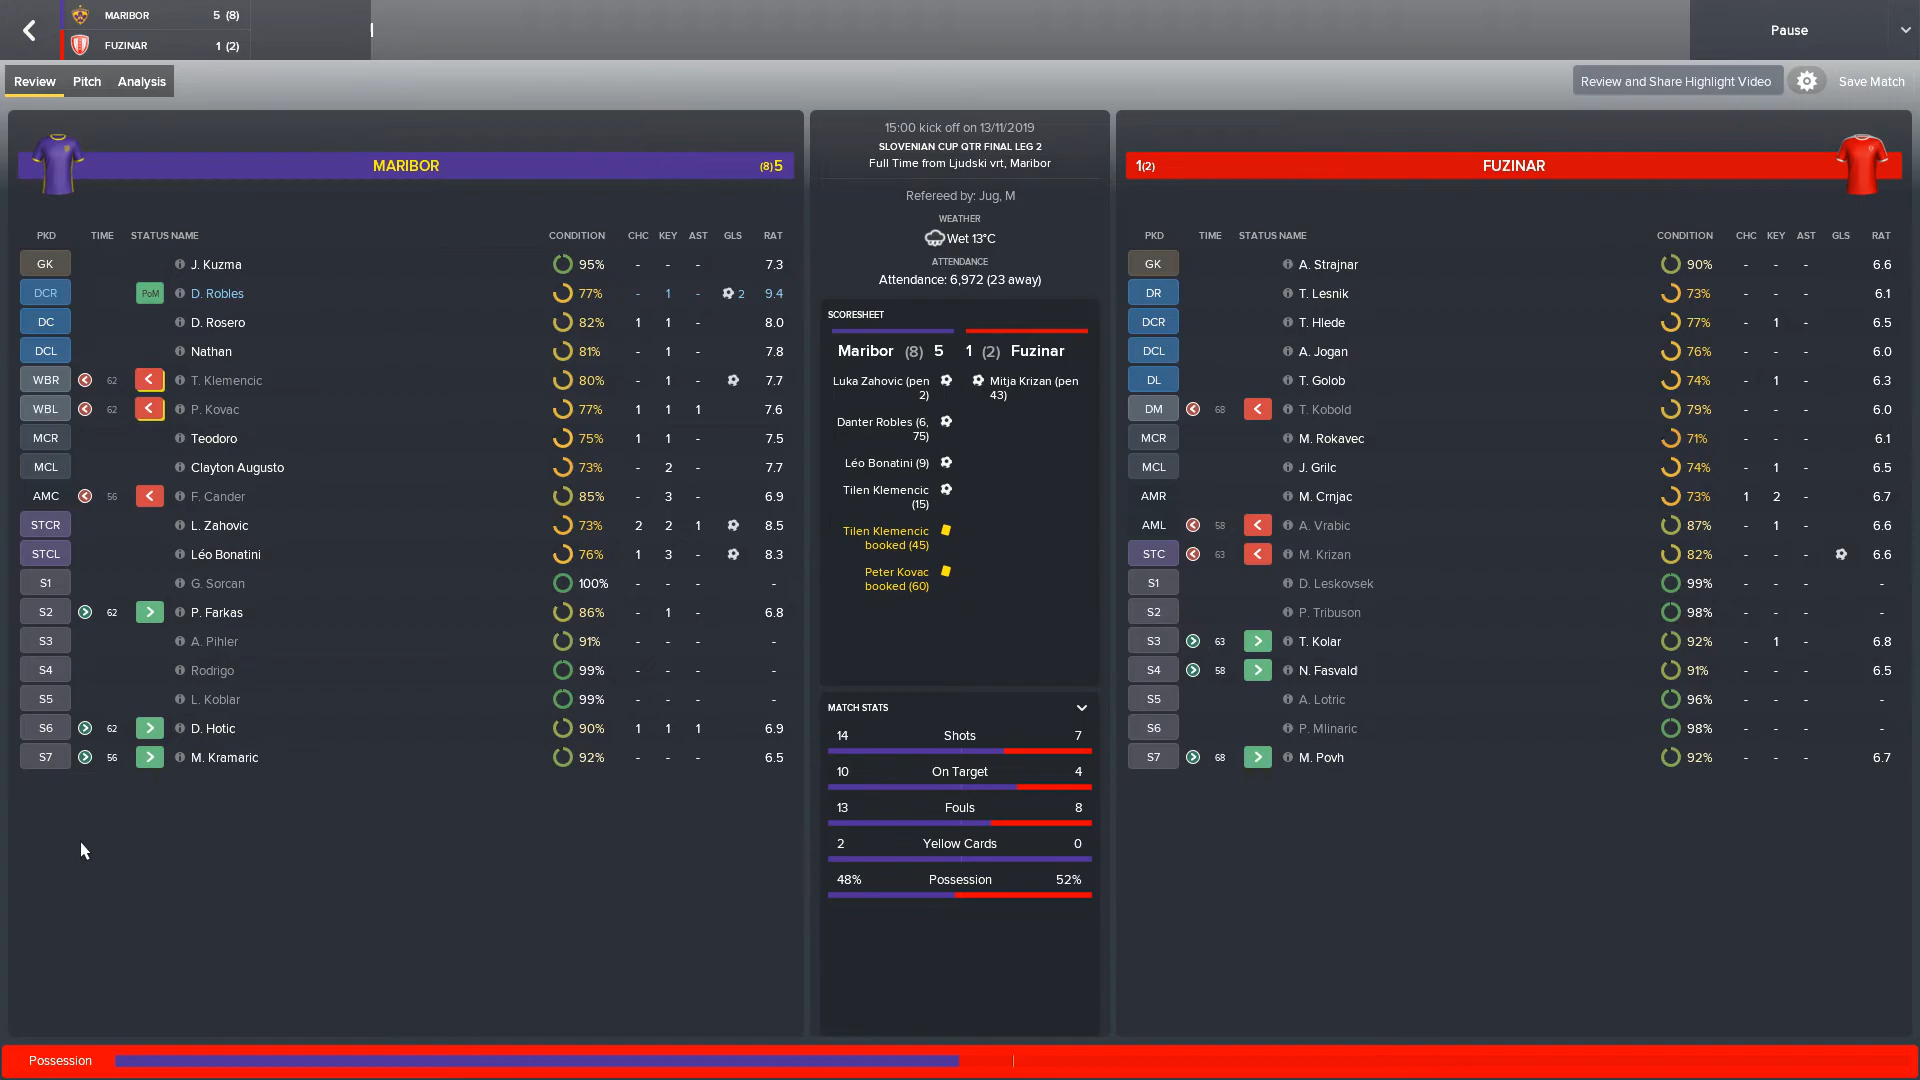 MARIBOR 5 (8)
FUZINAR 1 (2)
Pause
Review Pitch Analysis
Review and Share Highlight Video Save Match
MARIBOR (8)5
15:00 kick off on 13/11/2019
SLOVENIAN CUP QTR FINAL LEG 2
Full Time from Ljudski vrt, Maribor
Refereed by: Jug, M
WEATHER
Wet 13°C
ATTENDANCE
Attendance: 6,972 (23 away)
1(2) FUZINAR
PKD TIME STATUS NAME CONDITION CHC KEY AST GLS RAT
GK J. Kuzma 95% - - - 7.3
DCR PoM D. Robles 77% - 1 - 2 9.4
DC D. Rosero 82% 1 1 - 8.0
DCL Nathan 81% - 1 - 7.8
WBR 62 T. Klemencic 80% - 1 - 7.7
WBL 62 P. Kovac 77% 1 1 1 7.6
MCR Teodoro 75% 1 1 - 7.5
MCL Clayton Augusto 73% - 2 - 7.7
AMC 56 F. Cander 85% - 3 - 6.9
STCR L. Zahovic 73% 2 2 1 8.5
STCL Léo Bonatini 76% 1 3 - 8.3
S1 G. Sorcan 100% - - - -
S2 62 P. Farkas 86% - 1 - 6.8
S3 A. Pihler 91% - - - -
S4 Rodrigo 99% - - - -
S5 L. Koblar 99% - - - -
S6 62 D. Hotic 90% 1 1 1 6.9
S7 56 M. Kramaric 92% - - - 6.5
SCORESHEET
Maribor (8) 5 1 (2) Fuzinar
Luka Zahovic (pen
2)
Danter Robles (6,
75)
Léo Bonatini (9)
Tilen Klemencic
(15)
Tilen Klemencic
booked (45)
Peter Kovac
booked (60)
Mitja Krizan (pen
43)
MATCH STATS
14 Shots 7
10 On Target 4
13 Fouls 8
2 Yellow Cards 0
48% Possession 52%
PKD TIME STATUS NAME CONDITION CHC KEY AST GLS RAT
GK A. Strajnar 90% - - - 6.6
DR T. Lesnik 73% - - - 6.1
DCR T. Hlede 77% - 1 - 6.5
DCL A. Jogan 76% - - - 6.0
DL T. Golob 74% - 1 - 6.3
DM 68 T. Kobold 79% - - - 6.0
MCR M. Rokavec 71% - - - 6.1
MCL J. Grilc 74% - 1 - 6.5
AMR M. Crnjac 73% 1 2 - 6.7
AML 58 A. Vrabic 87% - 1 - 6.6
STC 63 M. Krizan 82% - - - 6.6
S1 D. Leskovsek 99% - - - -
S2 P. Tribuson 98% - - - -
S3 63 T. Kolar 92% - 1 - 6.8
S4 58 N. Fasvald 91% - - - 6.5
S5 A. Lotric 96% - - - -
S6 P. Mlinaric 98% - - - -
S7 68 M. Povh 92% - - - 6.7
Possession